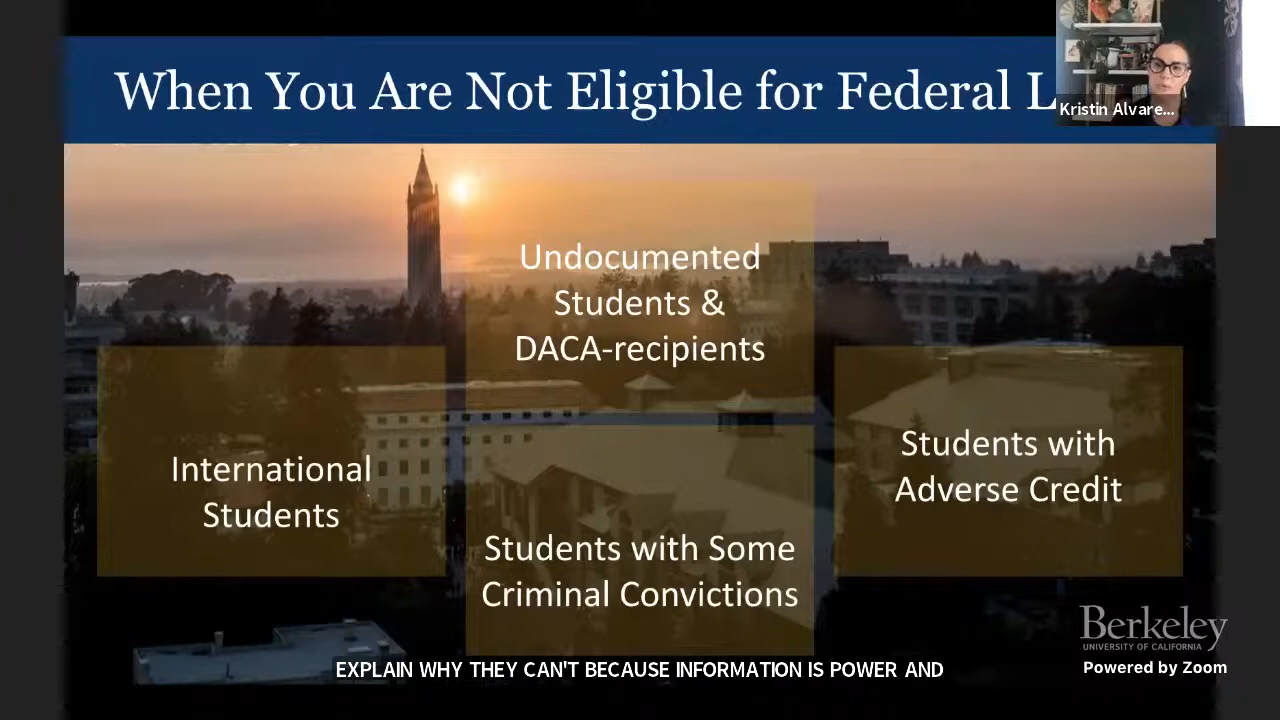 When You Are Not Eligible for Federal L
Kristin Alvare...
Undocumented
Students &
DACA-recipients
International
Students
Students with Some
Criminal Convictions
Students with
Adverse Credit
Berkeley
UNIVERSITY OF CALIFORNIA
EXPLAIN WHY THEY CAN'T BECAUSE INFORMATION IS POWER AND
Powered by Zoom